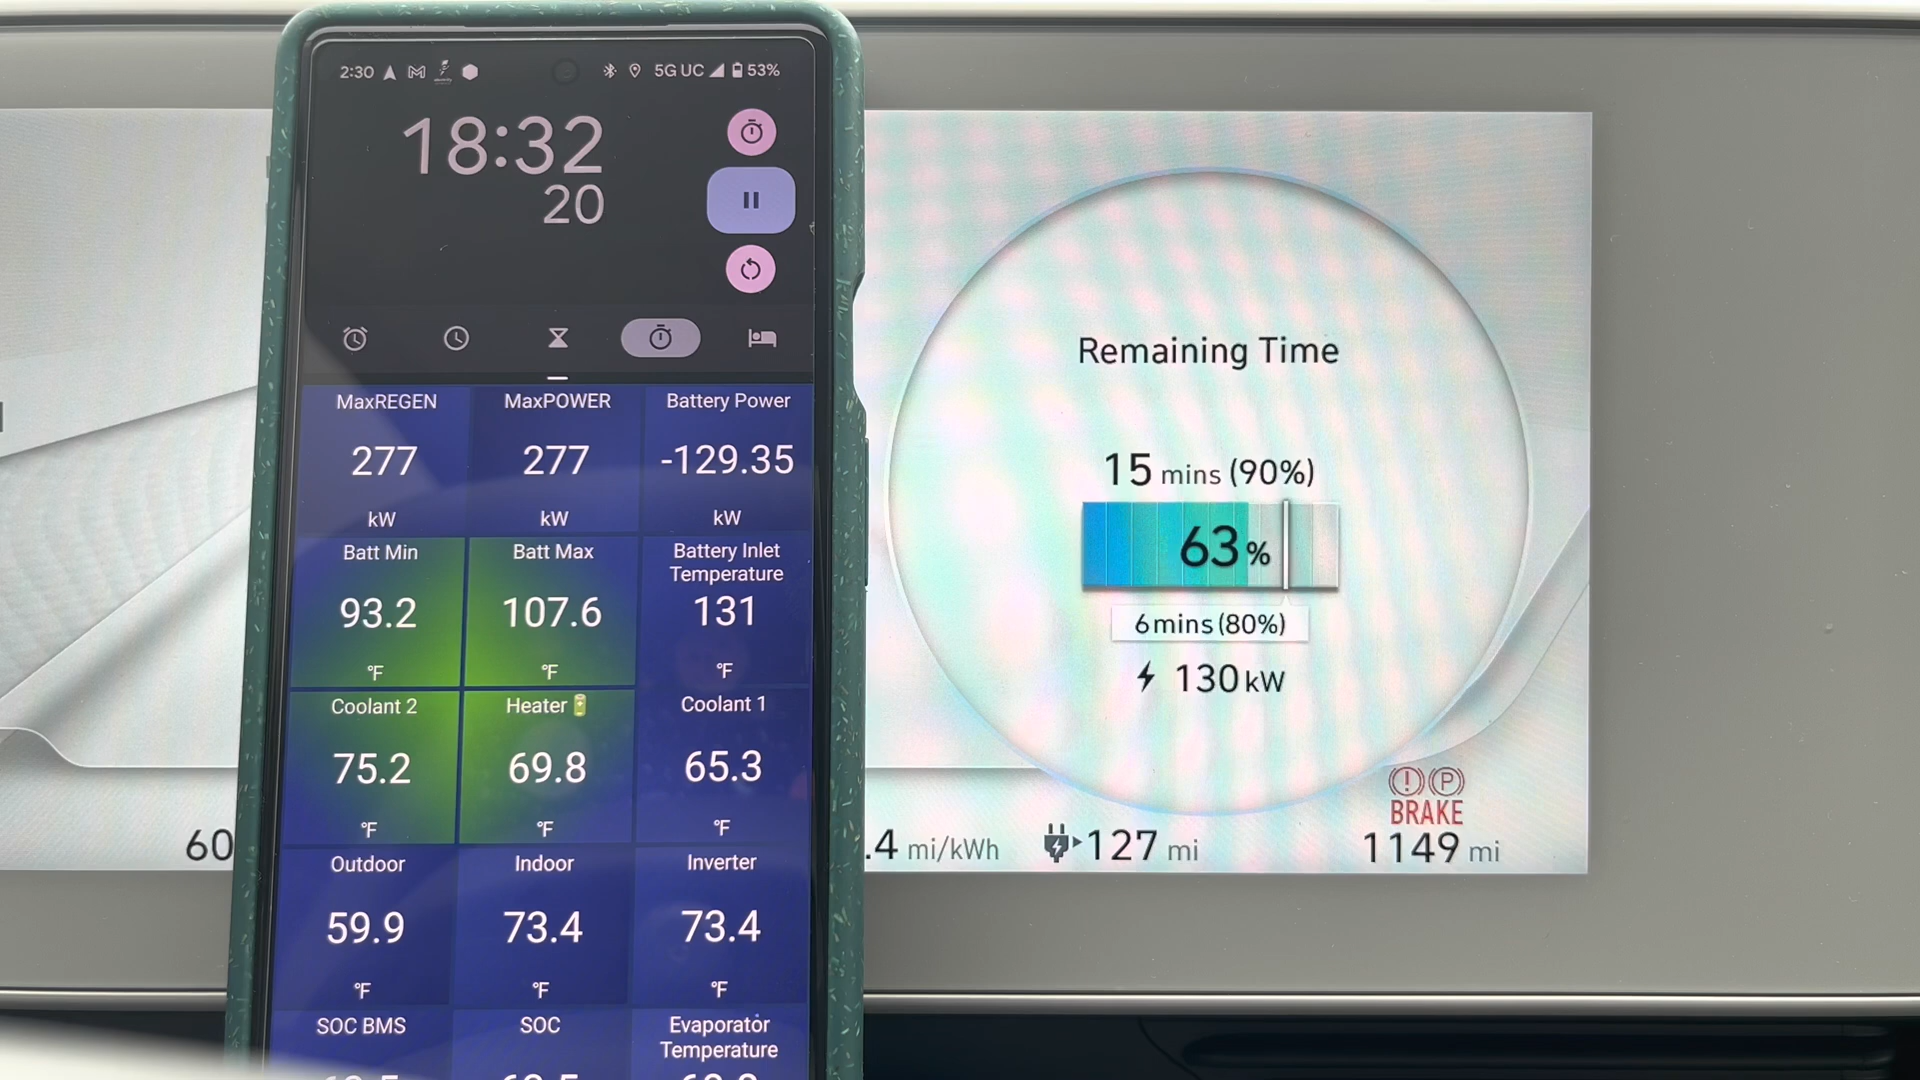 2:30 5G UC 53%
18:32
20
MaxREGEN MaxPOWER Battery Power
277 277 -129.35
kW kW kW
Batt Min Batt Max Battery Inlet
Temperature
93.2 107.6 131
°F °F °F
Coolant 2 Heater Coolant 1
75.2 69.8 65.3
°F °F °F
Outdoor Indoor Inverter
59.9 73.4 73.4
°F °F °F
SOC BMS SOC Evaporator
Temperature
Remaining Time
15 mins (90%)
63%
6 mins (80%)
130 kW
BRAKE
60 .4 mi/kWh 127 mi 1149 mi